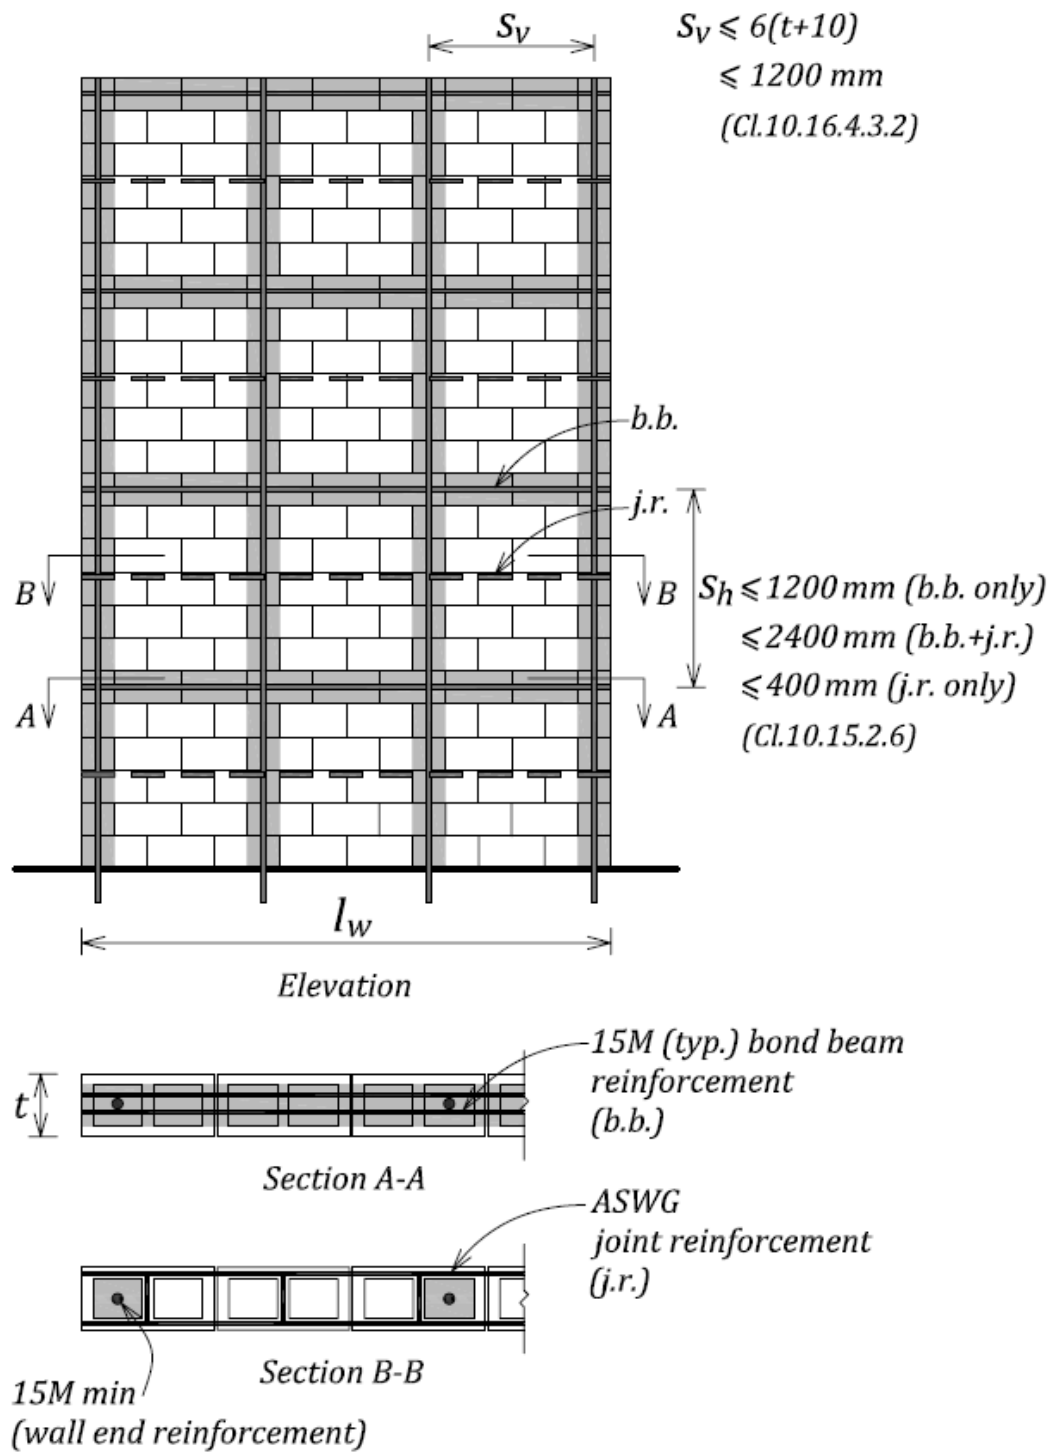 Sv ⩽ 6(t+10)
⩽ 1200 mm
(Cl.10.16.4.3.2)
sv
b.b.
j.r.
B
B
sh ⩽ 1200 mm (b.b. only)
⩽ 2400 mm (b.b.+j.r.)
⩽ 400 mm (j.r. only)
(Cl.10.15.2.6)
A
A
lw
Elevation
15M (typ.) bond beam
reinforcement
(b.b.)
t
Section A-A
ASWG
joint reinforcement
(j.r.)
Section B-B
15M min
(wall end reinforcement)